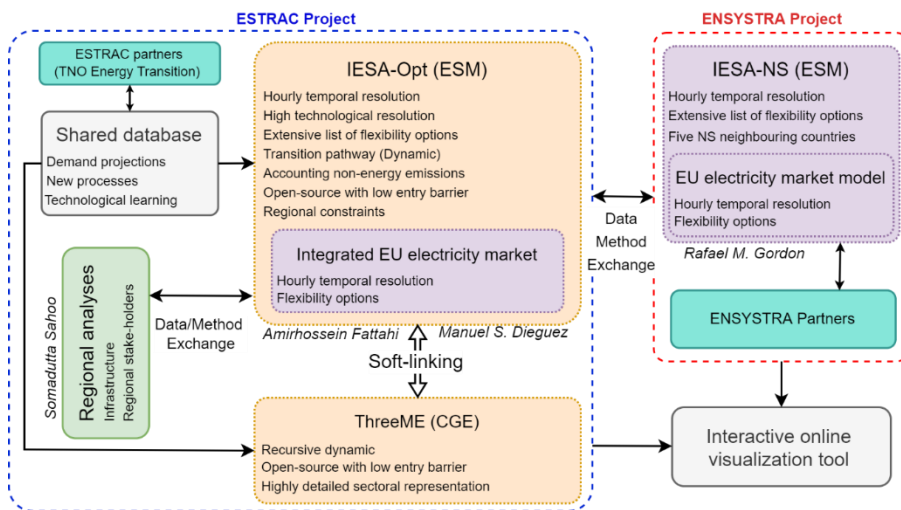 ESTRAC Project
ENSYSTRA Project
ESTRAC partners
(TNO Energy Transition)
Shared database
Demand projections
New processes
Technological learning
IESA-Opt (ESM)
Hourly temporal resolution
High technological resolution
Extensive list of flexibility options
Transition pathway (Dynamic)
Accounting non-energy emissions
Open-source with low entry barrier
Regional constraints
Integrated EU electricity market
Hourly temporal resolution
Flexibility options
Amirhossein Fattahi
Manuel S. Dieguez
Somadutta Sahoo
Regional analyses
Infrastructure
Regional stake-holders
Data/Method
Exchange
Soft-linking
ThreeME (CGE)
Recursive dynamic
Open-source with low entry barrier
Highly detailed sectoral representation
Data
Method
Exchange
IESA-NS (ESM)
Hourly temporal resolution
Extensive list of flexibility options
Five NS neighbouring countries
EU electricity market model
Hourly temporal resolution
Flexibility options
Rafael M. Gordon
ENSYSTRA Partners
Interactive online
visualization tool